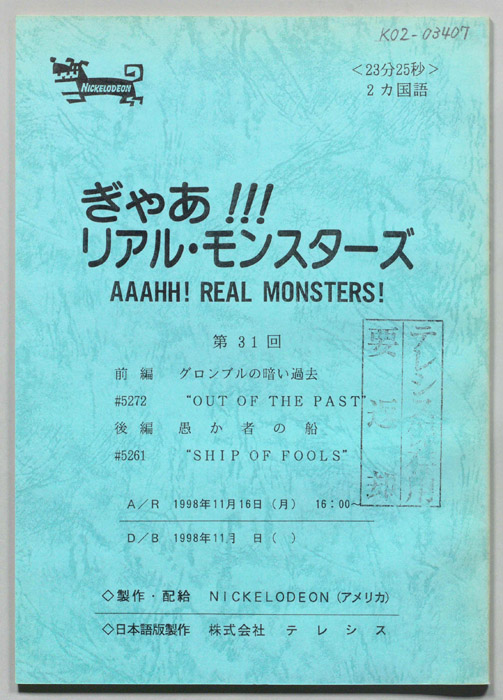 K02-03407
NICKELODEON
<23分25秒>
2カ国語
ぎゃあ!!!
リアル・モンスターズ
AAAHH! REAL MONSTERS!
第31回
前編 グロンブルの暗い過去
#5272 "OUT OF THE PAST"
後編 愚か者の船
#5261 "SHIP OF FOOLS"
要返却
A/R 1998年11月16日(月) 16:00~
D/B 1998年11月 日( )
◇製作・配給 NICKELODEON(アメリカ)
◇日本語版製作 株式会社 テレシス